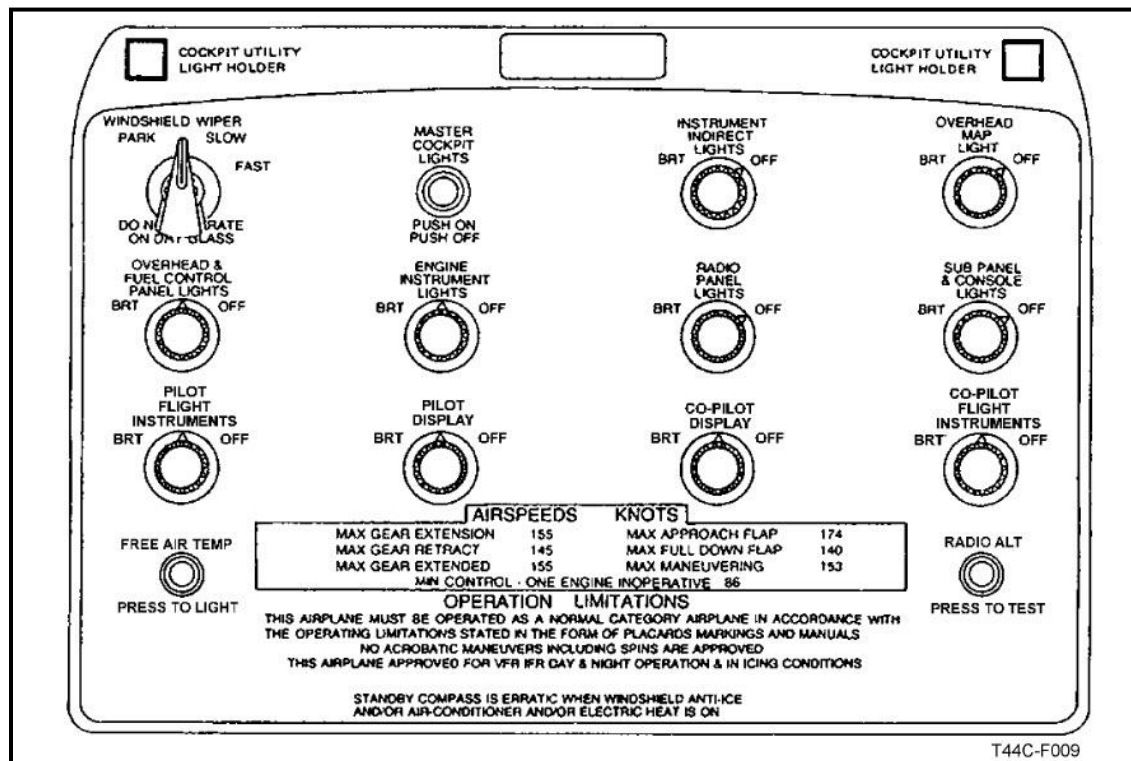 COCKPIT UTILITY
LIGHT HOLDER
COCKPIT UTILITY
LIGHT HOLDER
WINDSHIELD WIPER
PARK SLOW
FAST
DO NO RATE
ON DRY GLASS
MASTER
COCKPIT
LIGHTS
PUSH ON
PUSH OFF
INSTRUMENT
INDIRECT
LIGHTS
BRT OFF
OVERHEAD
MAP
LIGHT
BRT OFF
OVERHEAD &
FUEL CONTROL
PANEL LIGHTS
BRT OFF
ENGINE
INSTRUMENT
LIGHTS
BRT OFF
RADIO
PANEL
LIGHTS
BRT OFF
SUB PANEL
& CONSOLE
LIGHTS
BRT OFF
PILOT
FLIGHT
INSTRUMENTS
BRT OFF
PILOT
DISPLAY
BRT OFF
CO-PILOT
DISPLAY
BRT OFF
CO-PILOT
FLIGHT
INSTRUMENTS
BRT OFF
FREE AIR TEMP
PRESS TO LIGHT
AIRSPEEDS KNOTS
MAX GEAR EXTENSION 155 MAX APPROACH FLAP 174
MAX GEAR RETRACT 145 MAX FULL DOWN FLAP 140
MAX GEAR EXTENDED 155 MAX MANEUVERING 153
MIN CONTROL - ONE ENGINE INOPERATIVE 86
RADIO ALT
PRESS TO TEST
OPERATION LIMITATIONS
THIS AIRPLANE MUST BE OPERATED AS A NORMAL CATEGORY AIRPLANE IN ACCORDANCE WITH
THE OPERATING LIMITATIONS STATED IN THE FORM OF PLACARDS MARKINGS AND MANUALS
NO ACROBATIC MANEUVERS INCLUDING SPINS ARE APPROVED
THIS AIRPLANE APPROVED FOR VFR IFR DAY & NIGHT OPERATION & IN ICING CONDITIONS
STANDBY COMPASS IS ERRATIC WHEN WINDSHIELD ANTI-ICE
AND/OR AIR-CONDITIONER AND/OR ELECTRIC HEAT IS ON
T44C-F009